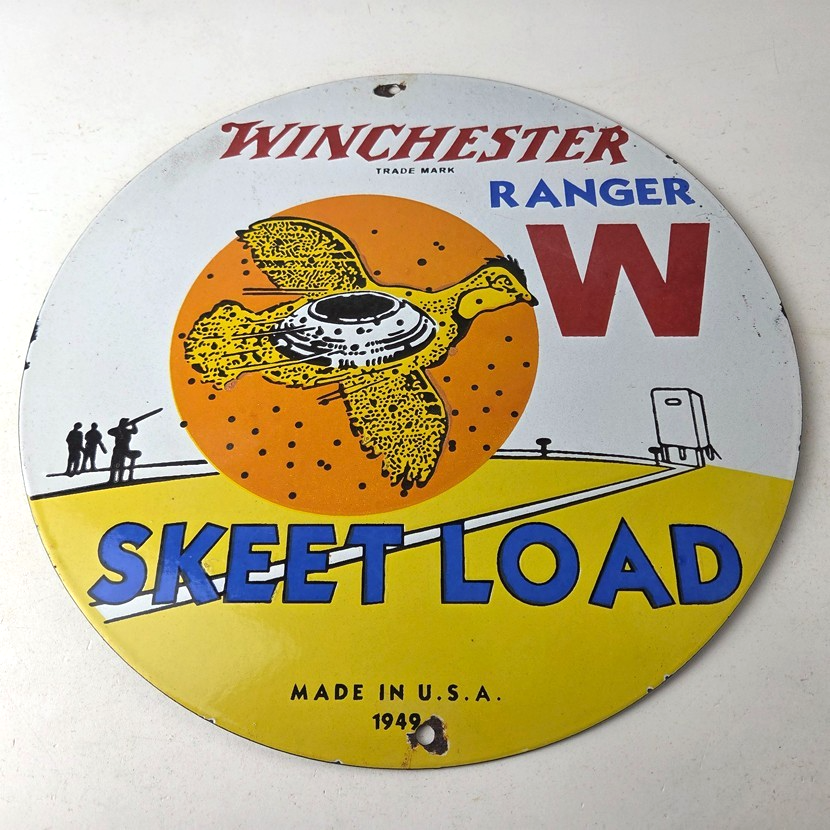 WINCHESTER
TRADE MARK
RANGER
W
SKEET LOAD
MADE IN U.S.A.
1949